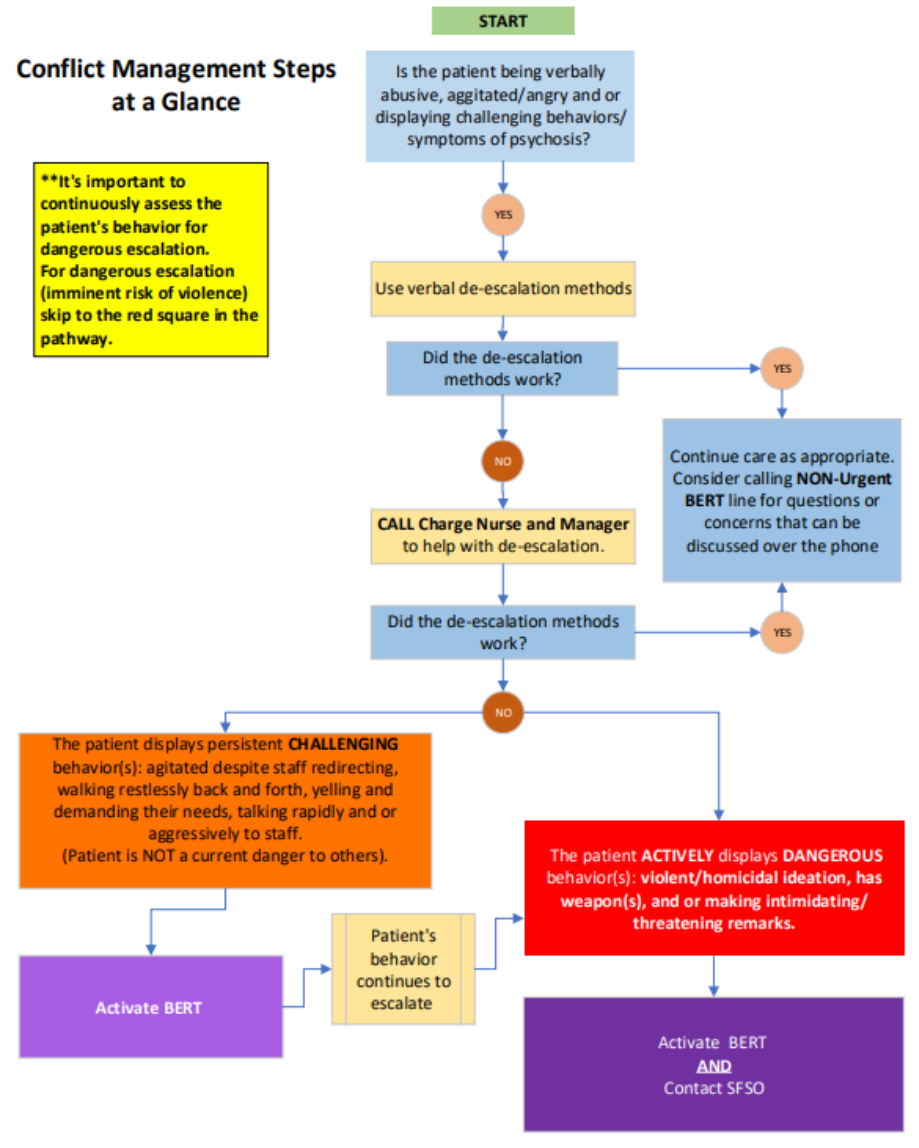 START
Conflict Management Steps
at a Glance
Is the patient being verbally
abusive, aggitated/angry and or
displaying challenging behaviors/
symptoms of psychosis?
**It's important to
continuously assess the
patient's behavior for
dangerous escalation.
For dangerous escalation
(imminent risk of violence)
skip to the red square in the
pathway.
YES
Use verbal de-escalation methods
Did the de-escalation
methods work?
YES
NO
Continue care as appropriate.
Consider calling NON-Urgent
BERT line for questions or
concerns that can be
discussed over the phone
CALL Charge Nurse and Manager
to help with de-escalation.
Did the de-escalation methods
work?
YES
NO
The patient displays persistent CHALLENGING
behavior(s): agitated despite staff redirecting,
walking restlessly back and forth, yelling and
demanding their needs, talking rapidly and or
aggressively to staff.
(Patient is NOT a current danger to others).
The patient ACTIVELY displays DANGEROUS
behavior(s): violent/homicidal ideation, has
weapon(s), and or making intimidating/
threatening remarks.
Patient's
behavior
continues to
escalate
Activate BERT
Activate BERT
AND
Contact SFSO